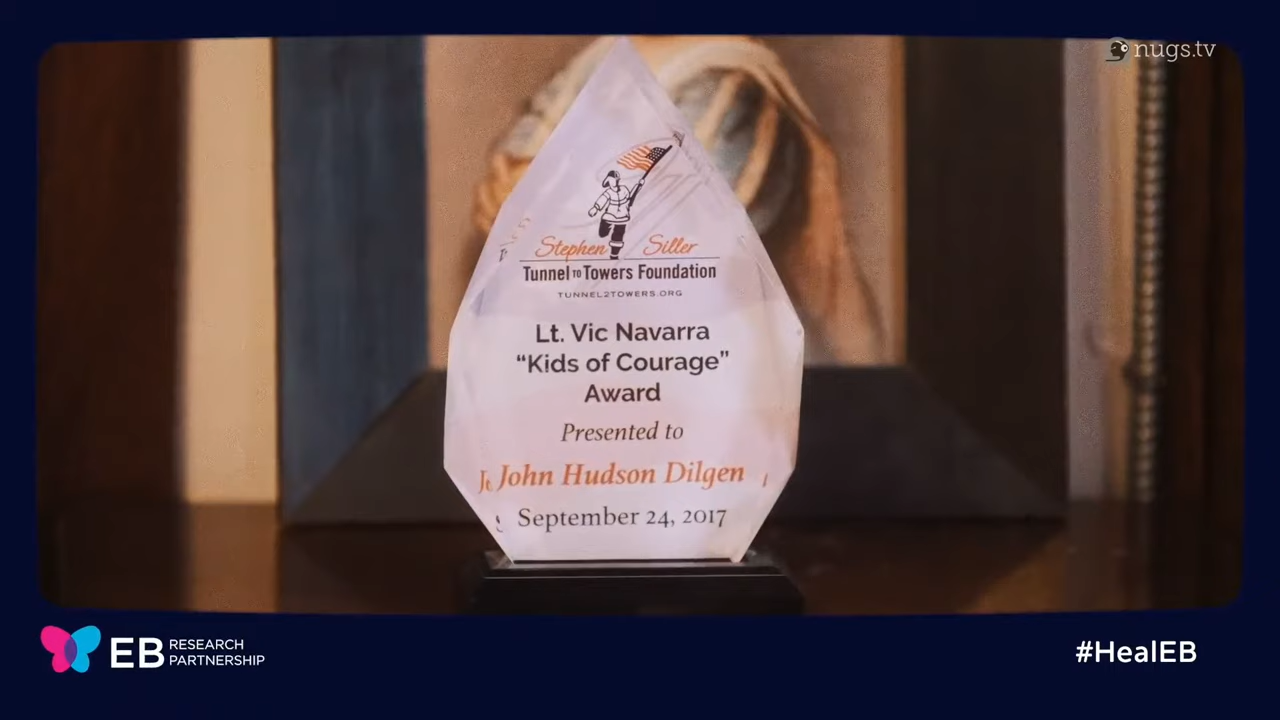 nugs.tv
Stephen Siller
Tunnel to Towers Foundation
TUNNEL2TOWERS.ORG
Lt. Vic Navarra
“Kids of Courage”
Award
Presented to
John Hudson Dilgen
September 24, 2017
EB RESEARCH
PARTNERSHIP
#HealEB